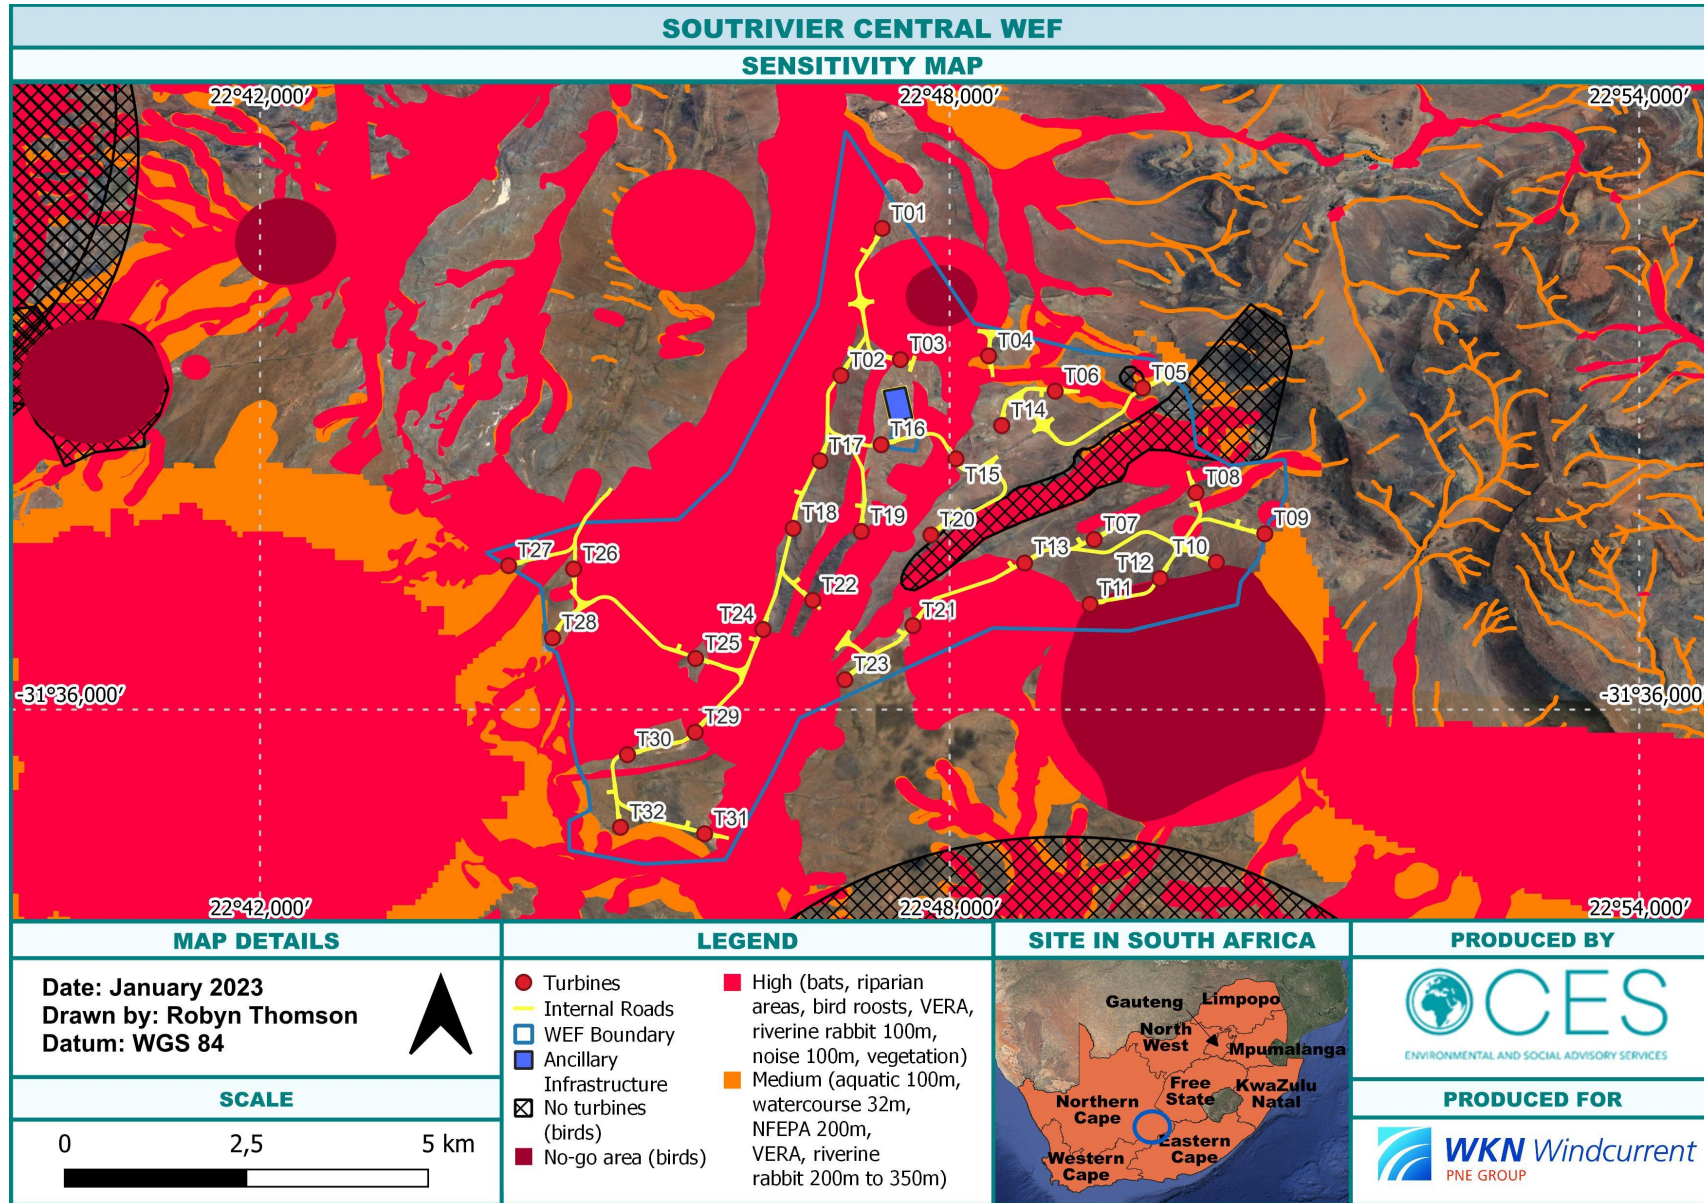 SOUTRIVIER CENTRAL WEF
SENSITIVITY MAP
22°42,000′
22°48,000′
22°54,000′
T01
T02
T03
T04
T05
T06
T14
T16
T17
T15
T08
T18
T19
T20
T07
T09
T13
T10
T27
T26
T12
T11
T22
T21
T28
T24
T25
T23
-31°36,000′
-31°36,000
T29
T30
T32
T31
22°42,000′
22°48,000′
22°54,000′
MAP DETAILS
Date: January 2023
Drawn by: Robyn Thomson
Datum: WGS 84
SCALE
0
2,5
5 km
LEGEND
Turbines
Internal Roads
WEF Boundary
Ancillary
Infrastructure
No turbines
(birds)
No-go area (birds)
High (bats, riparian
areas, bird roosts, VERA,
riverine rabbit 100m,
noise 100m, vegetation)
Medium (aquatic 100m,
watercourse 32m,
NFEPA 200m,
VERA, riverine
rabbit 200m to 350m)
SITE IN SOUTH AFRICA
Gauteng
Limpopo
North
West
Mpumalanga
Free
State
KwaZulu
Natal
Northern
Cape
Eastern
Cape
Western
Cape
PRODUCED BY
CES
ENVIRONMENTAL AND SOCIAL ADVISORY SERVICES
PRODUCED FOR
WKN Windcurrent
PNE GROUP